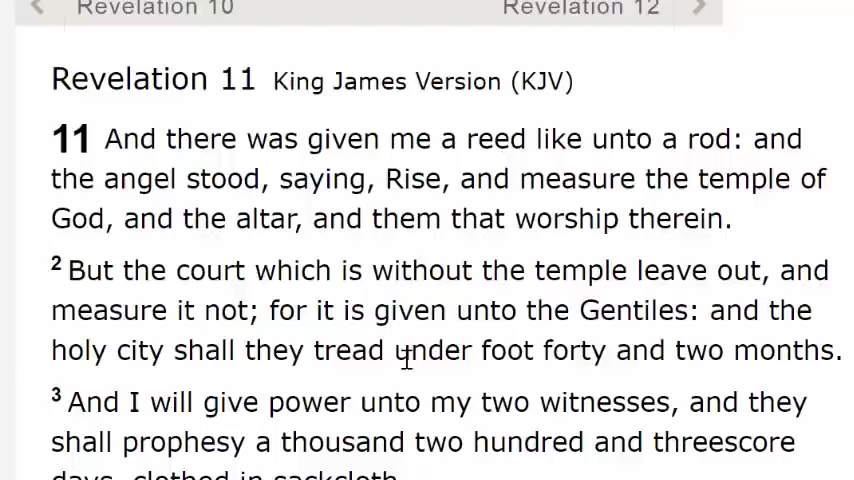 Revelation 10 Revelation 12
Revelation 11 King James Version (KJV)
11 And there was given me a reed like unto a rod: and
the angel stood, saying, Rise, and measure the temple of
God, and the altar, and them that worship therein.
2 But the court which is without the temple leave out, and
measure it not; for it is given unto the Gentiles: and the
holy city shall they tread under foot forty and two months.
3 And I will give power unto my two witnesses, and they
shall prophesy a thousand two hundred and threescore
days, clothed in sackcloth.